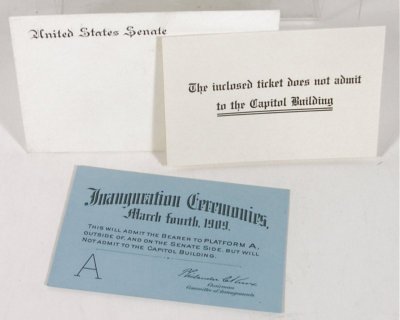 United States Senate
The inclosed ticket does not admit
to the Capitol Building
Inauguration Ceremonies,
March fourth, 1909.
THIS WILL ADMIT THE BEARER TO PLATFORM A,
OUTSIDE OF, AND ON THE SENATE SIDE, BUT WILL
NOT ADMIT TO THE CAPITOL BUILDING.
A
Philander C. Knox
Chairman
Committee of Arrangements